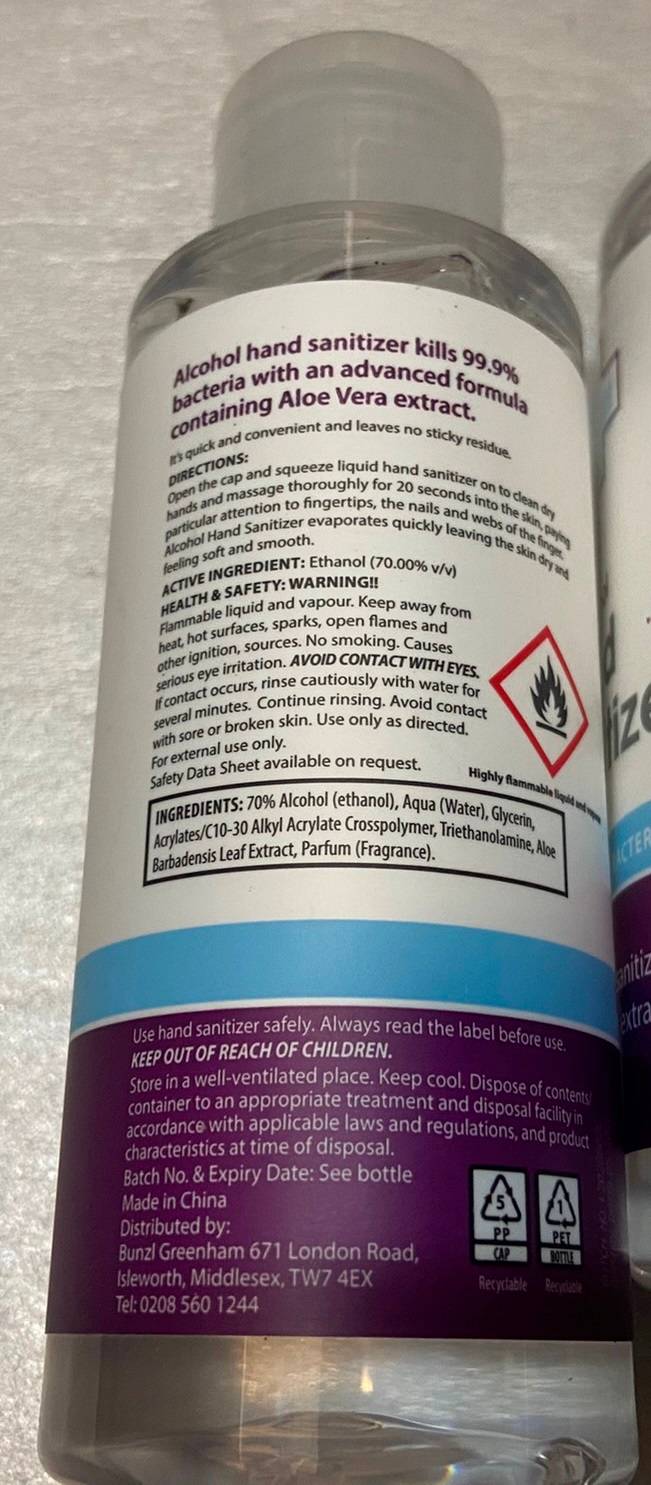 Alcohol hand sanitizer kills 99.9%
bacteria with an advanced formula
containing Aloe Vera extract.
It's quick and convenient and leaves no sticky residue.
DIRECTIONS:
Open the cap and squeeze liquid hand sanitizer on to clean dry
hands and massage thoroughly for 20 seconds into the skin, paying
particular attention to fingertips, the nails and webs of the finger.
Alcohol Hand Sanitizer evaporates quickly leaving the skin dry and
feeling soft and smooth.
ACTIVE INGREDIENT: Ethanol (70.00% v/v)
HEALTH & SAFETY: WARNING!!
Flammable liquid and vapour. Keep away from
heat, hot surfaces, sparks, open flames and
other ignition, sources. No smoking. Causes
serious eye irritation. AVOID CONTACT WITH EYES.
If contact occurs, rinse cautiously with water for
several minutes. Continue rinsing. Avoid contact
with sore or broken skin. Use only as directed.
For external use only.
Safety Data Sheet available on request.
Highly flammable liquid and vapour
INGREDIENTS: 70% Alcohol (ethanol), Aqua (Water), Glycerin,
Acrylates/C10-30 Alkyl Acrylate Crosspolymer, Triethanolamine, Aloe
Barbadensis Leaf Extract, Parfum (Fragrance).
Use hand sanitizer safely. Always read the label before use.
KEEP OUT OF REACH OF CHILDREN.
Store in a well-ventilated place. Keep cool. Dispose of contents/
container to an appropriate treatment and disposal facility in
accordance with applicable laws and regulations, and product
characteristics at time of disposal.
Batch No. & Expiry Date: See bottle
Made in China
Distributed by:
Bunzl Greenham 671 London Road,
Isleworth, Middlesex, TW7 4EX
Tel: 0208 560 1244
5 1
PP PET
CAP BOTTLE
Recyclable Recyclable